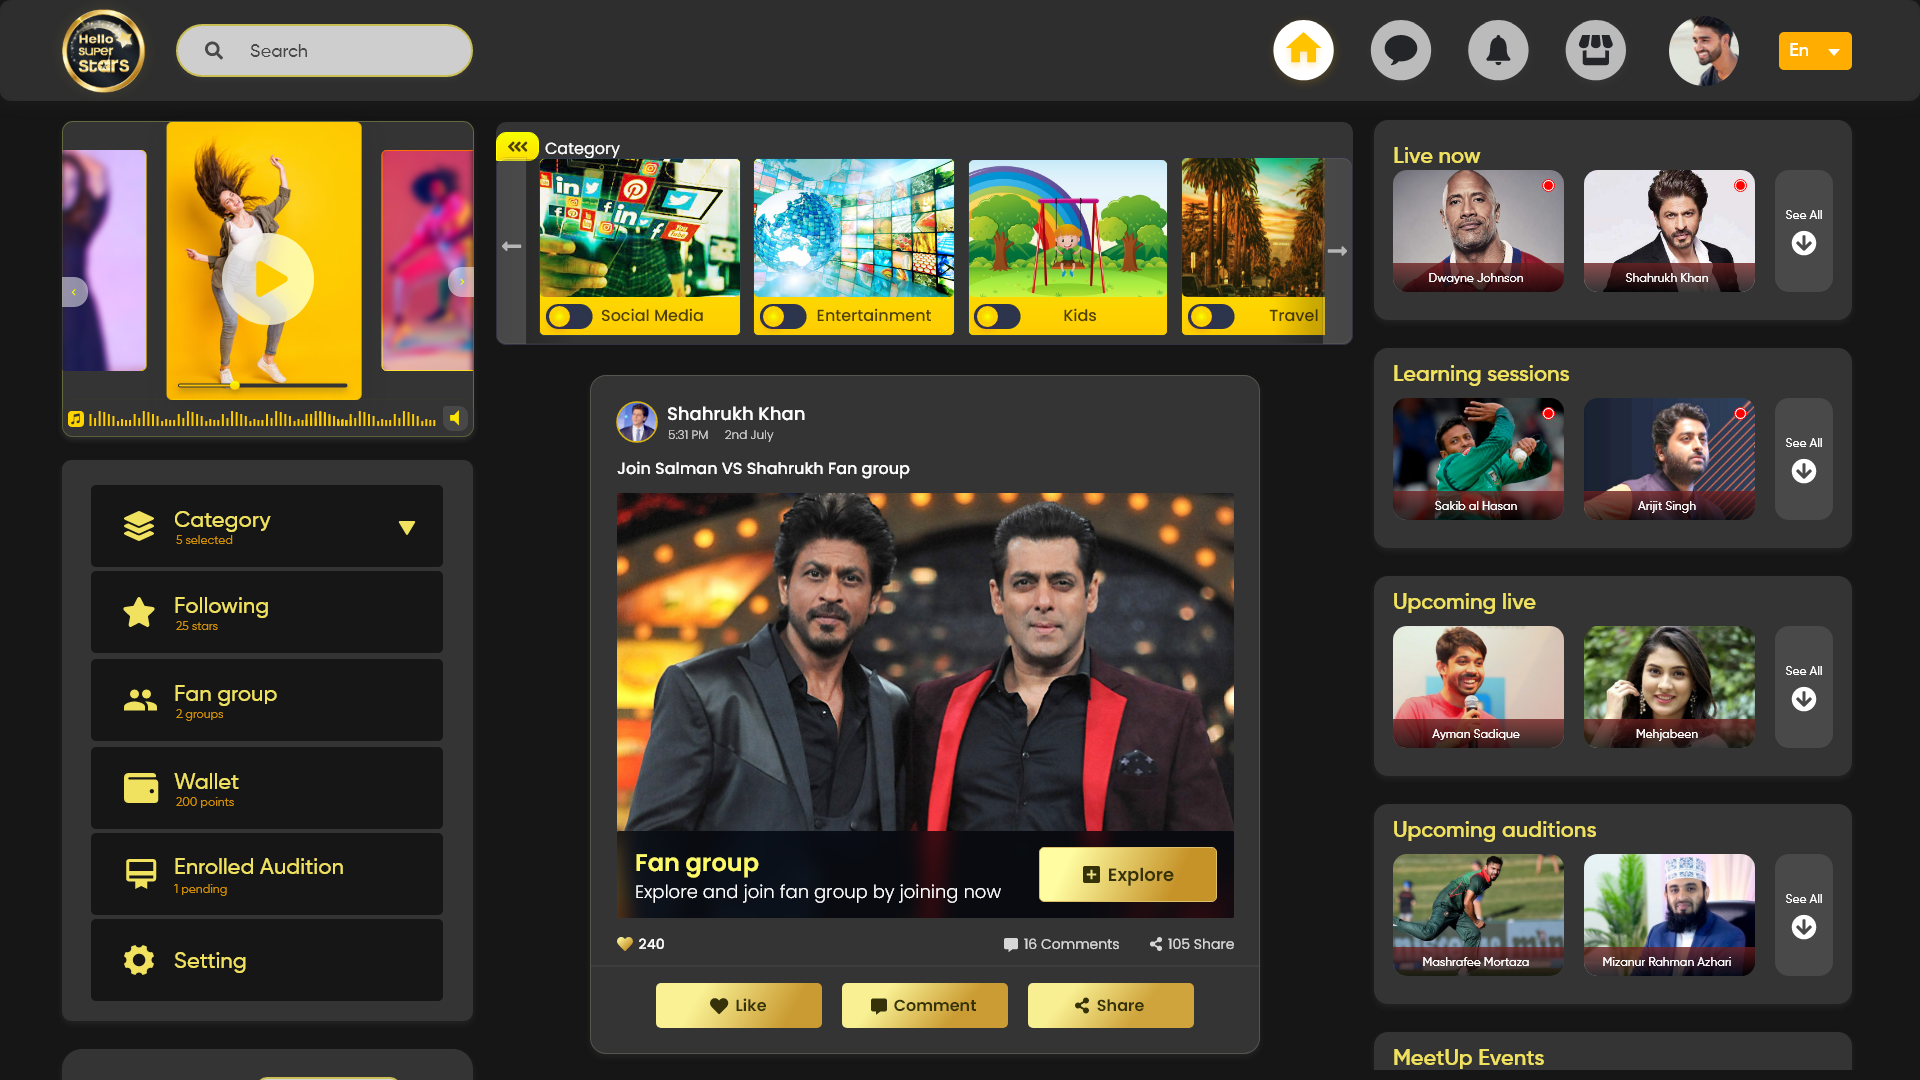 Hello
super
stars
Search
En
Category
Social Media
Entertainment
Kids
Travel
Category
5 selected
Following
25 stars
Fan group
2 groups
Wallet
200 points
Enrolled Audition
1 pending
Setting
Shahrukh Khan
5:31 PM 2nd July
Join Salman VS Shahrukh Fan group
Fan group
Explore and join fan group by joining now
Explore
240
16 Comments
105 Share
Like
Comment
Share
Live now
Dwayne Johnson
Shahrukh Khan
See All
Learning sessions
Sakib al Hasan
Arijit Singh
See All
Upcoming live
Ayman Sadique
Mehjabeen
See All
Upcoming auditions
Mashrafee Mortaza
Mizanur Rahman Azhari
See All
MeetUp Events